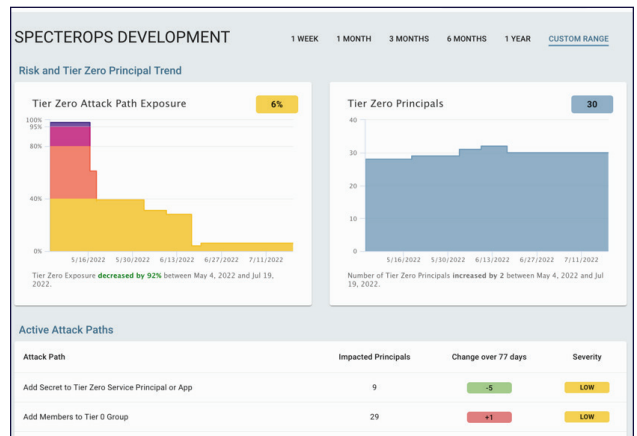 SPECTEROPS DEVELOPMENT
1 WEEK 1 MONTH 3 MONTHS 6 MONTHS 1 YEAR CUSTOM RANGE
Risk and Tier Zero Principal Trend
Tier Zero Attack Path Exposure 6%
100%
95%
80%
40%
0%
5/16/2022 5/30/2022 6/13/2022 6/27/2022 7/11/2022
Tier Zero Exposure decreased by 92% between May 4, 2022 and Jul 19,
2022.
Tier Zero Principals 30
40
30
20
10
0
5/16/2022 5/30/2022 6/13/2022 6/27/2022 7/11/2022
Number of Tier Zero Principals increased by 2 between May 4, 2022 and Jul
19, 2022.
Active Attack Paths
Attack Path Impacted Principals Change over 77 days Severity
Add Secret to Tier Zero Service Principal or App 9 -5 LOW
Add Members to Tier 0 Group 29 +1 LOW